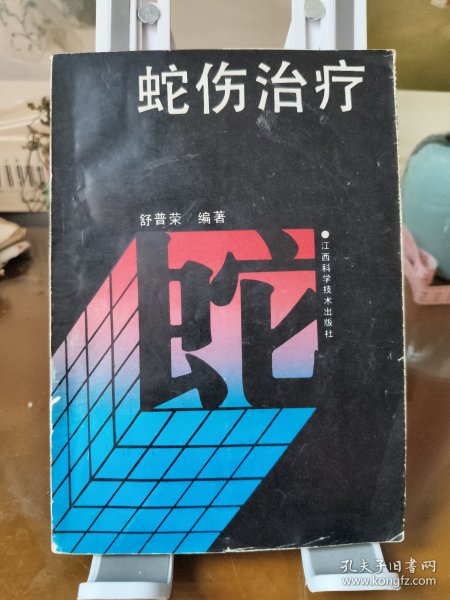 蛇伤治疗
舒普荣 编著
●江西科学技术出版社
蛇
孔夫子旧书网
www.kongfz.com